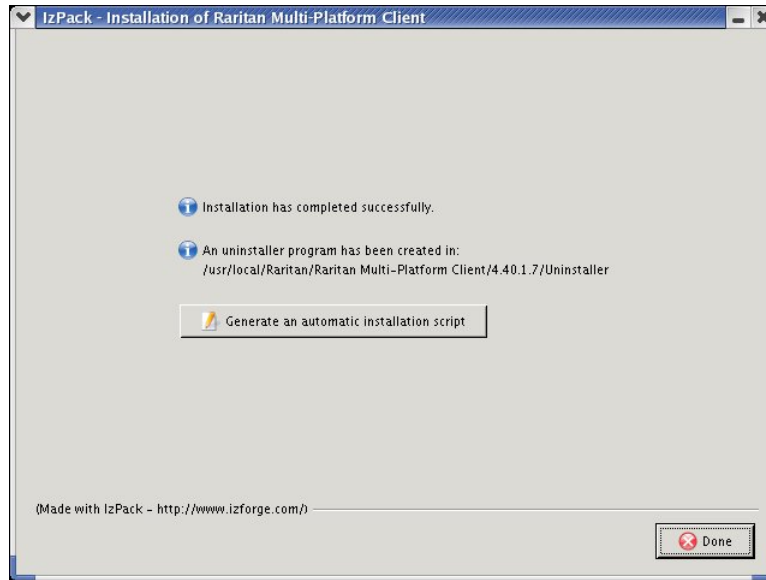 IzPack - Installation of Raritan Multi-Platform Client
Installation has completed successfully.
An uninstaller program has been created in:
/usr/local/Raritan/Raritan Multi-Platform Client/4.40.1.7/Uninstaller
Generate an automatic installation script
(Made with IzPack - http://www.izforge.com/)
Done